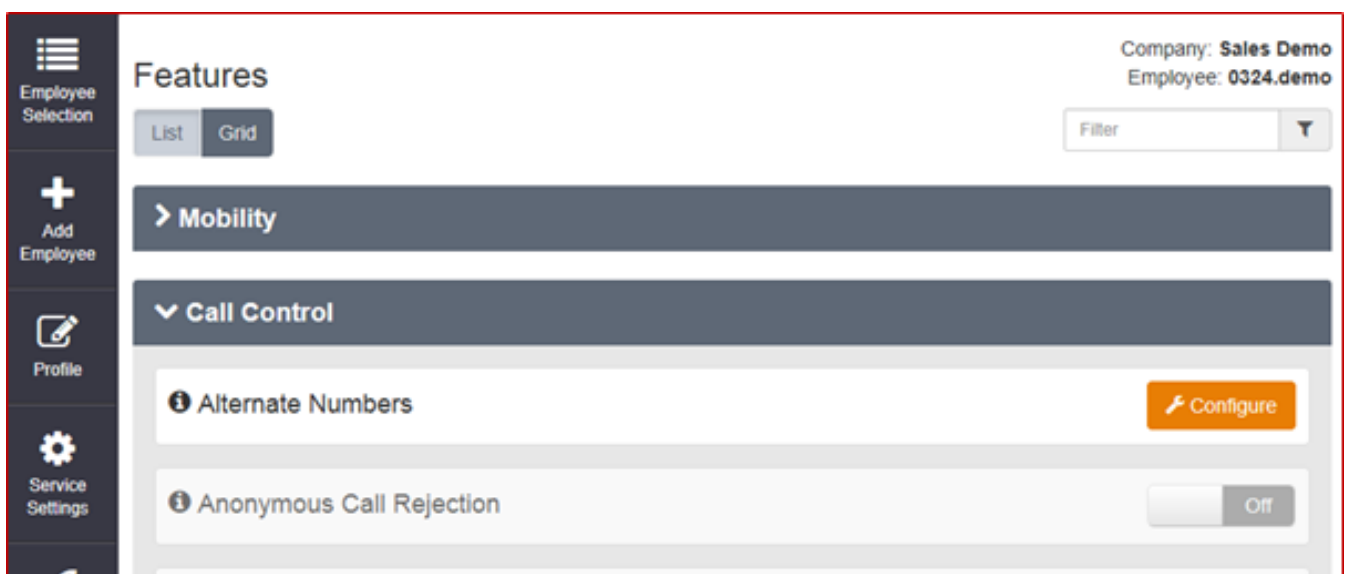 Employee
Selection
Add
Employee
Profile
Service
Settings
Features
Company: Sales Demo
Employee: 0324.demo
List Grid
Filter
Mobility
Call Control
Alternate Numbers
Configure
Anonymous Call Rejection
Off